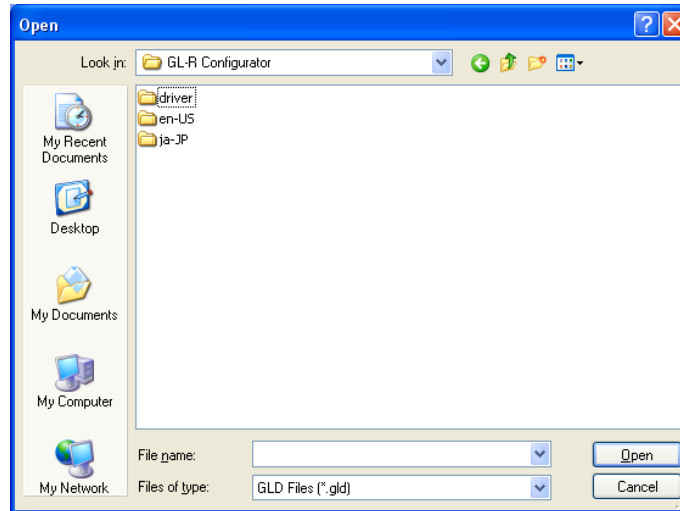 Open
Look in: GL-R Configurator
driver
en-US
ja-JP
My Recent
Documents
Desktop
My Documents
My Computer
My Network
File name:
Open
Files of type: GLD Files (*.gld)
Cancel